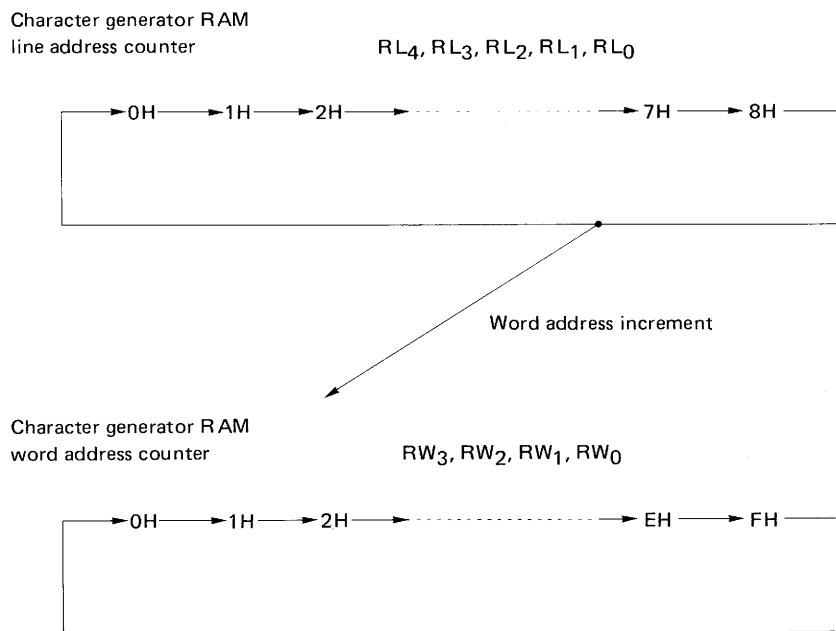 Character generator RAM
line address counter RL4, RL3, RL2, RL1, RL0
0H 1H 2H 7H 8H
Word address increment
Character generator RAM
word address counter RW3, RW2, RW1, RW0
0H 1H 2H EH FH